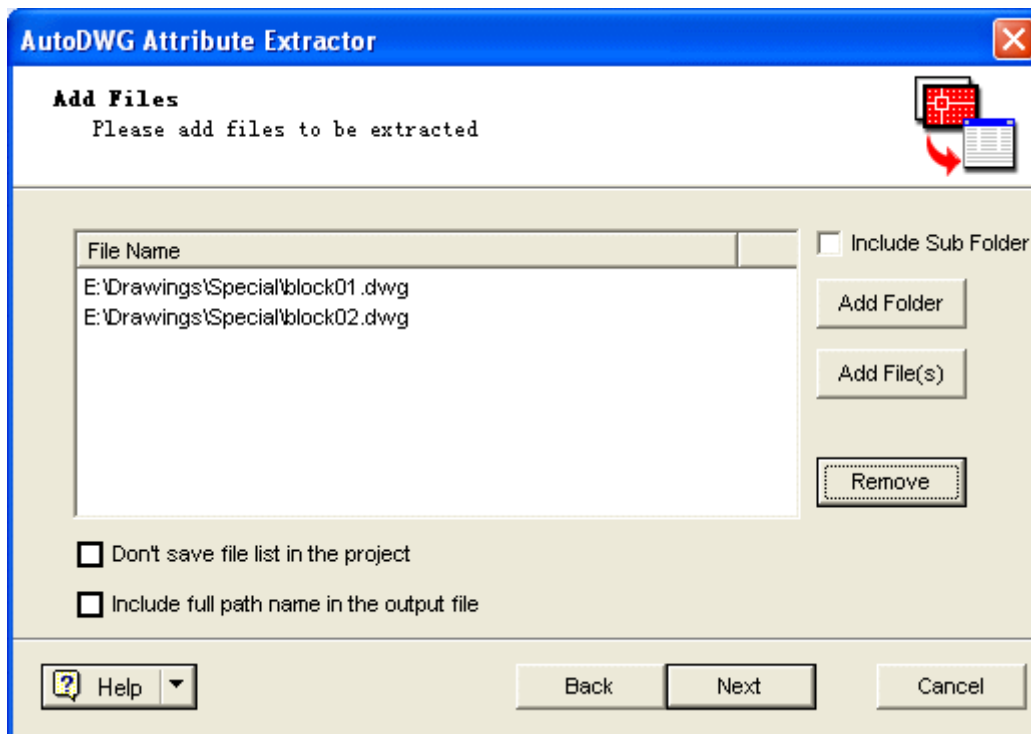 AutoDWG Attribute Extractor
Add Files
Please add files to be extracted
File Name
E:\Drawings\Special\block01.dwg
E:\Drawings\Special\block02.dwg
Include Sub Folder
Add Folder
Add File(s)
Remove
Don't save file list in the project
Include full path name in the output file
Help
Back
Next
Cancel